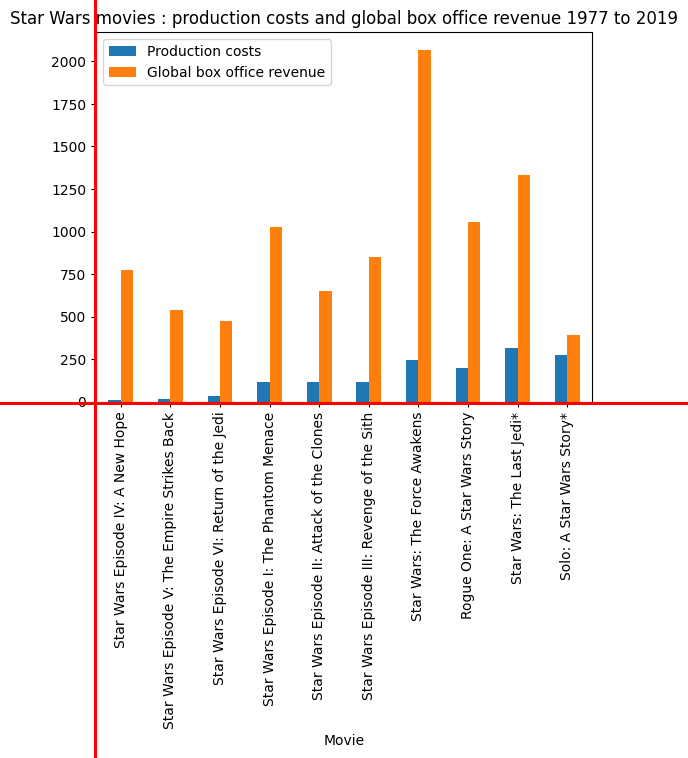 Star Wars movies : production costs and global box office revenue 1977 to 2019
Production costs
Global box office revenue
2000
1750
1500
1250
1000
750
500
250
0
Star Wars Episode IV: A New Hope
Star Wars Episode V: The Empire Strikes Back
Star Wars Episode VI: Return of the Jedi
Star Wars Episode I: The Phantom Menace
Star Wars Episode II: Attack of the Clones
Star Wars Episode III: Revenge of the Sith
Star Wars: The Force Awakens
Rogue One: A Star Wars Story
Star Wars: The Last Jedi*
Solo: A Star Wars Story*
Movie